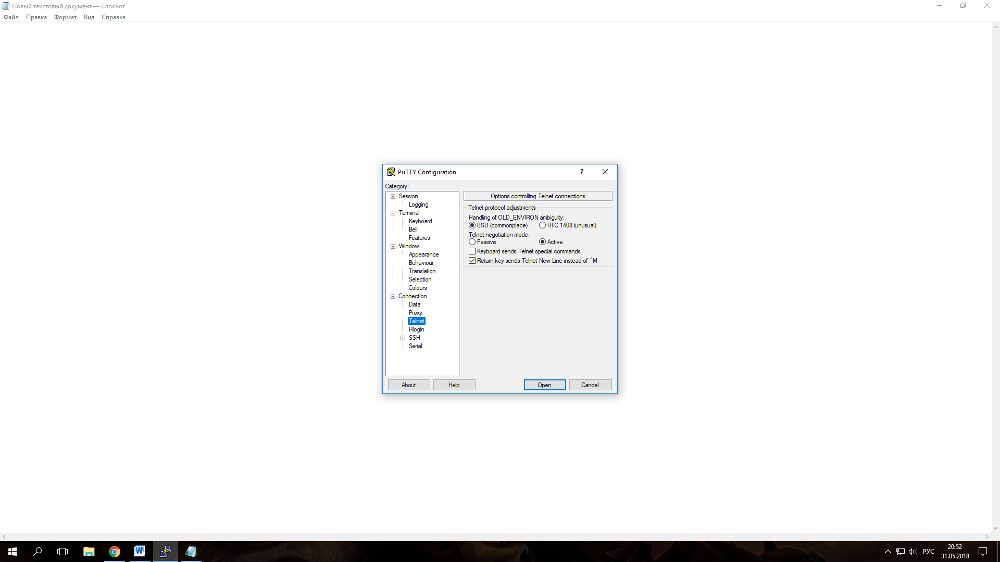 Новый текстовый документ — Блокнот
Файл Правка Формат Вид Справка
PuTTY Configuration
?
Category:
Session
Logging
Terminal
Keyboard
Bell
Features
Window
Appearance
Behaviour
Translation
Selection
Colours
Connection
Data
Proxy
Telnet
Rlogin
SSH
Serial
Options controlling Telnet connections
Telnet protocol adjustments
Handling of OLD_ENVIRON ambiguity:
BSD (commonplace) RFC 1408 (unusual)
Telnet negotiation mode:
Passive Active
Keyboard sends Telnet special commands
Return key sends Telnet New Line instead of ^M
About Help Open Cancel
РУС
20:52
31.05.2018